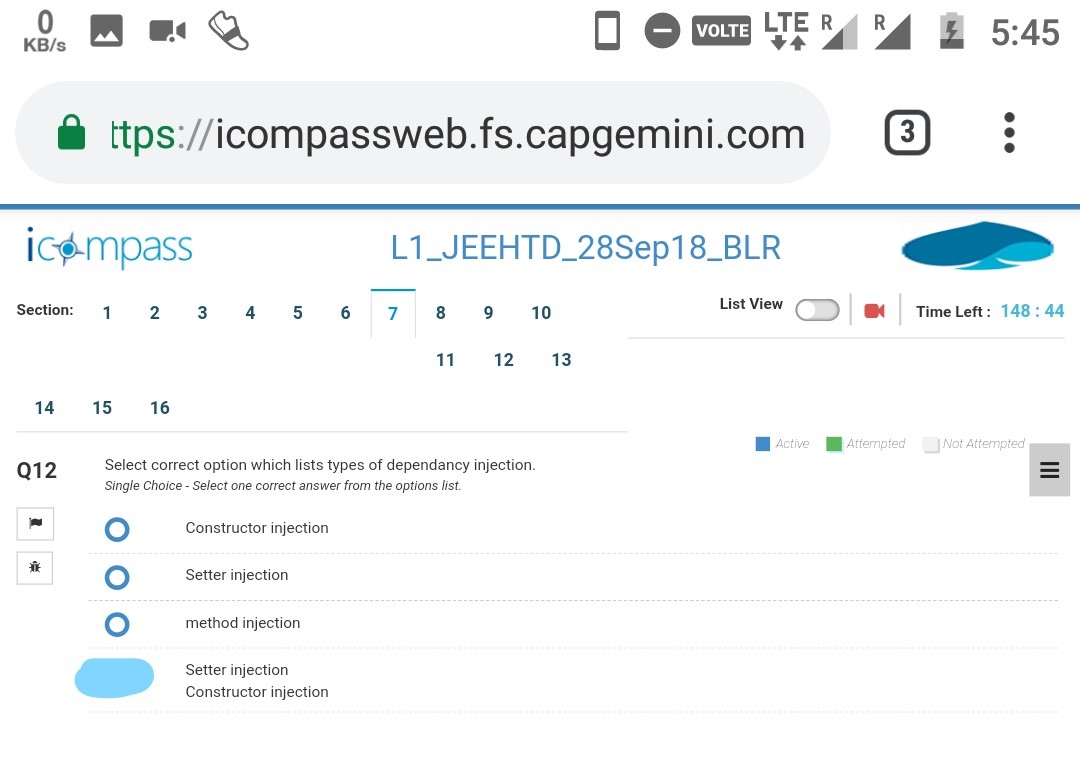 0
KB/s
VOLTE
LTE
R
R
5:45
ttps://icompassweb.fs.capgemini.com
3
icompass
L1_JEEHTD_28Sep18_BLR
Section: 1 2 3 4 5 6 7 8 9 10
List View
Time Left : 148 : 44
11 12 13
14 15 16
Active Attempted Not Attempted
Q12
Select correct option which lists types of dependancy injection.
Single Choice - Select one correct answer from the options list.
Constructor injection
Setter injection
method injection
Setter injection
Constructor injection